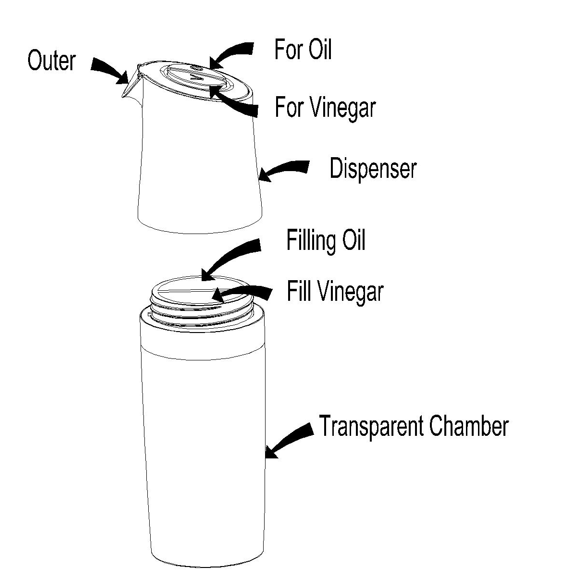 For Oil
Outer
For Vinegar
Dispenser
Filling Oil
Fill Vinegar
Transparent Chamber